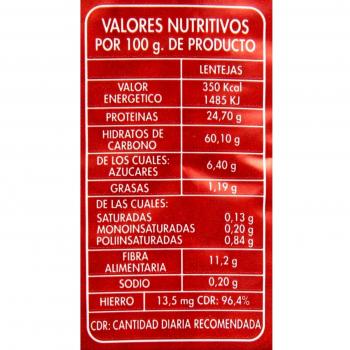 VALORES NUTRITIVOS
POR 100 g. DE PRODUCTO
LENTEJAS
VALOR ENERGETICO 350 Kcal 1485 KJ
PROTEINAS 24,70 g
HIDRATOS DE CARBONO 60,10 g
DE LOS CUALES: AZUCARES 6,40 g
GRASAS 1,19 g
DE LAS CUALES:
SATURADAS 0,13 g
MONOINSATURADAS 0,20 g
POLIINSATURADAS 0,84 g
FIBRA ALIMENTARIA 11,2 g
SODIO 0,20 g
HIERRO 13,5 mg CDR: 96,4%
CDR: CANTIDAD DIARIA RECOMENDADA